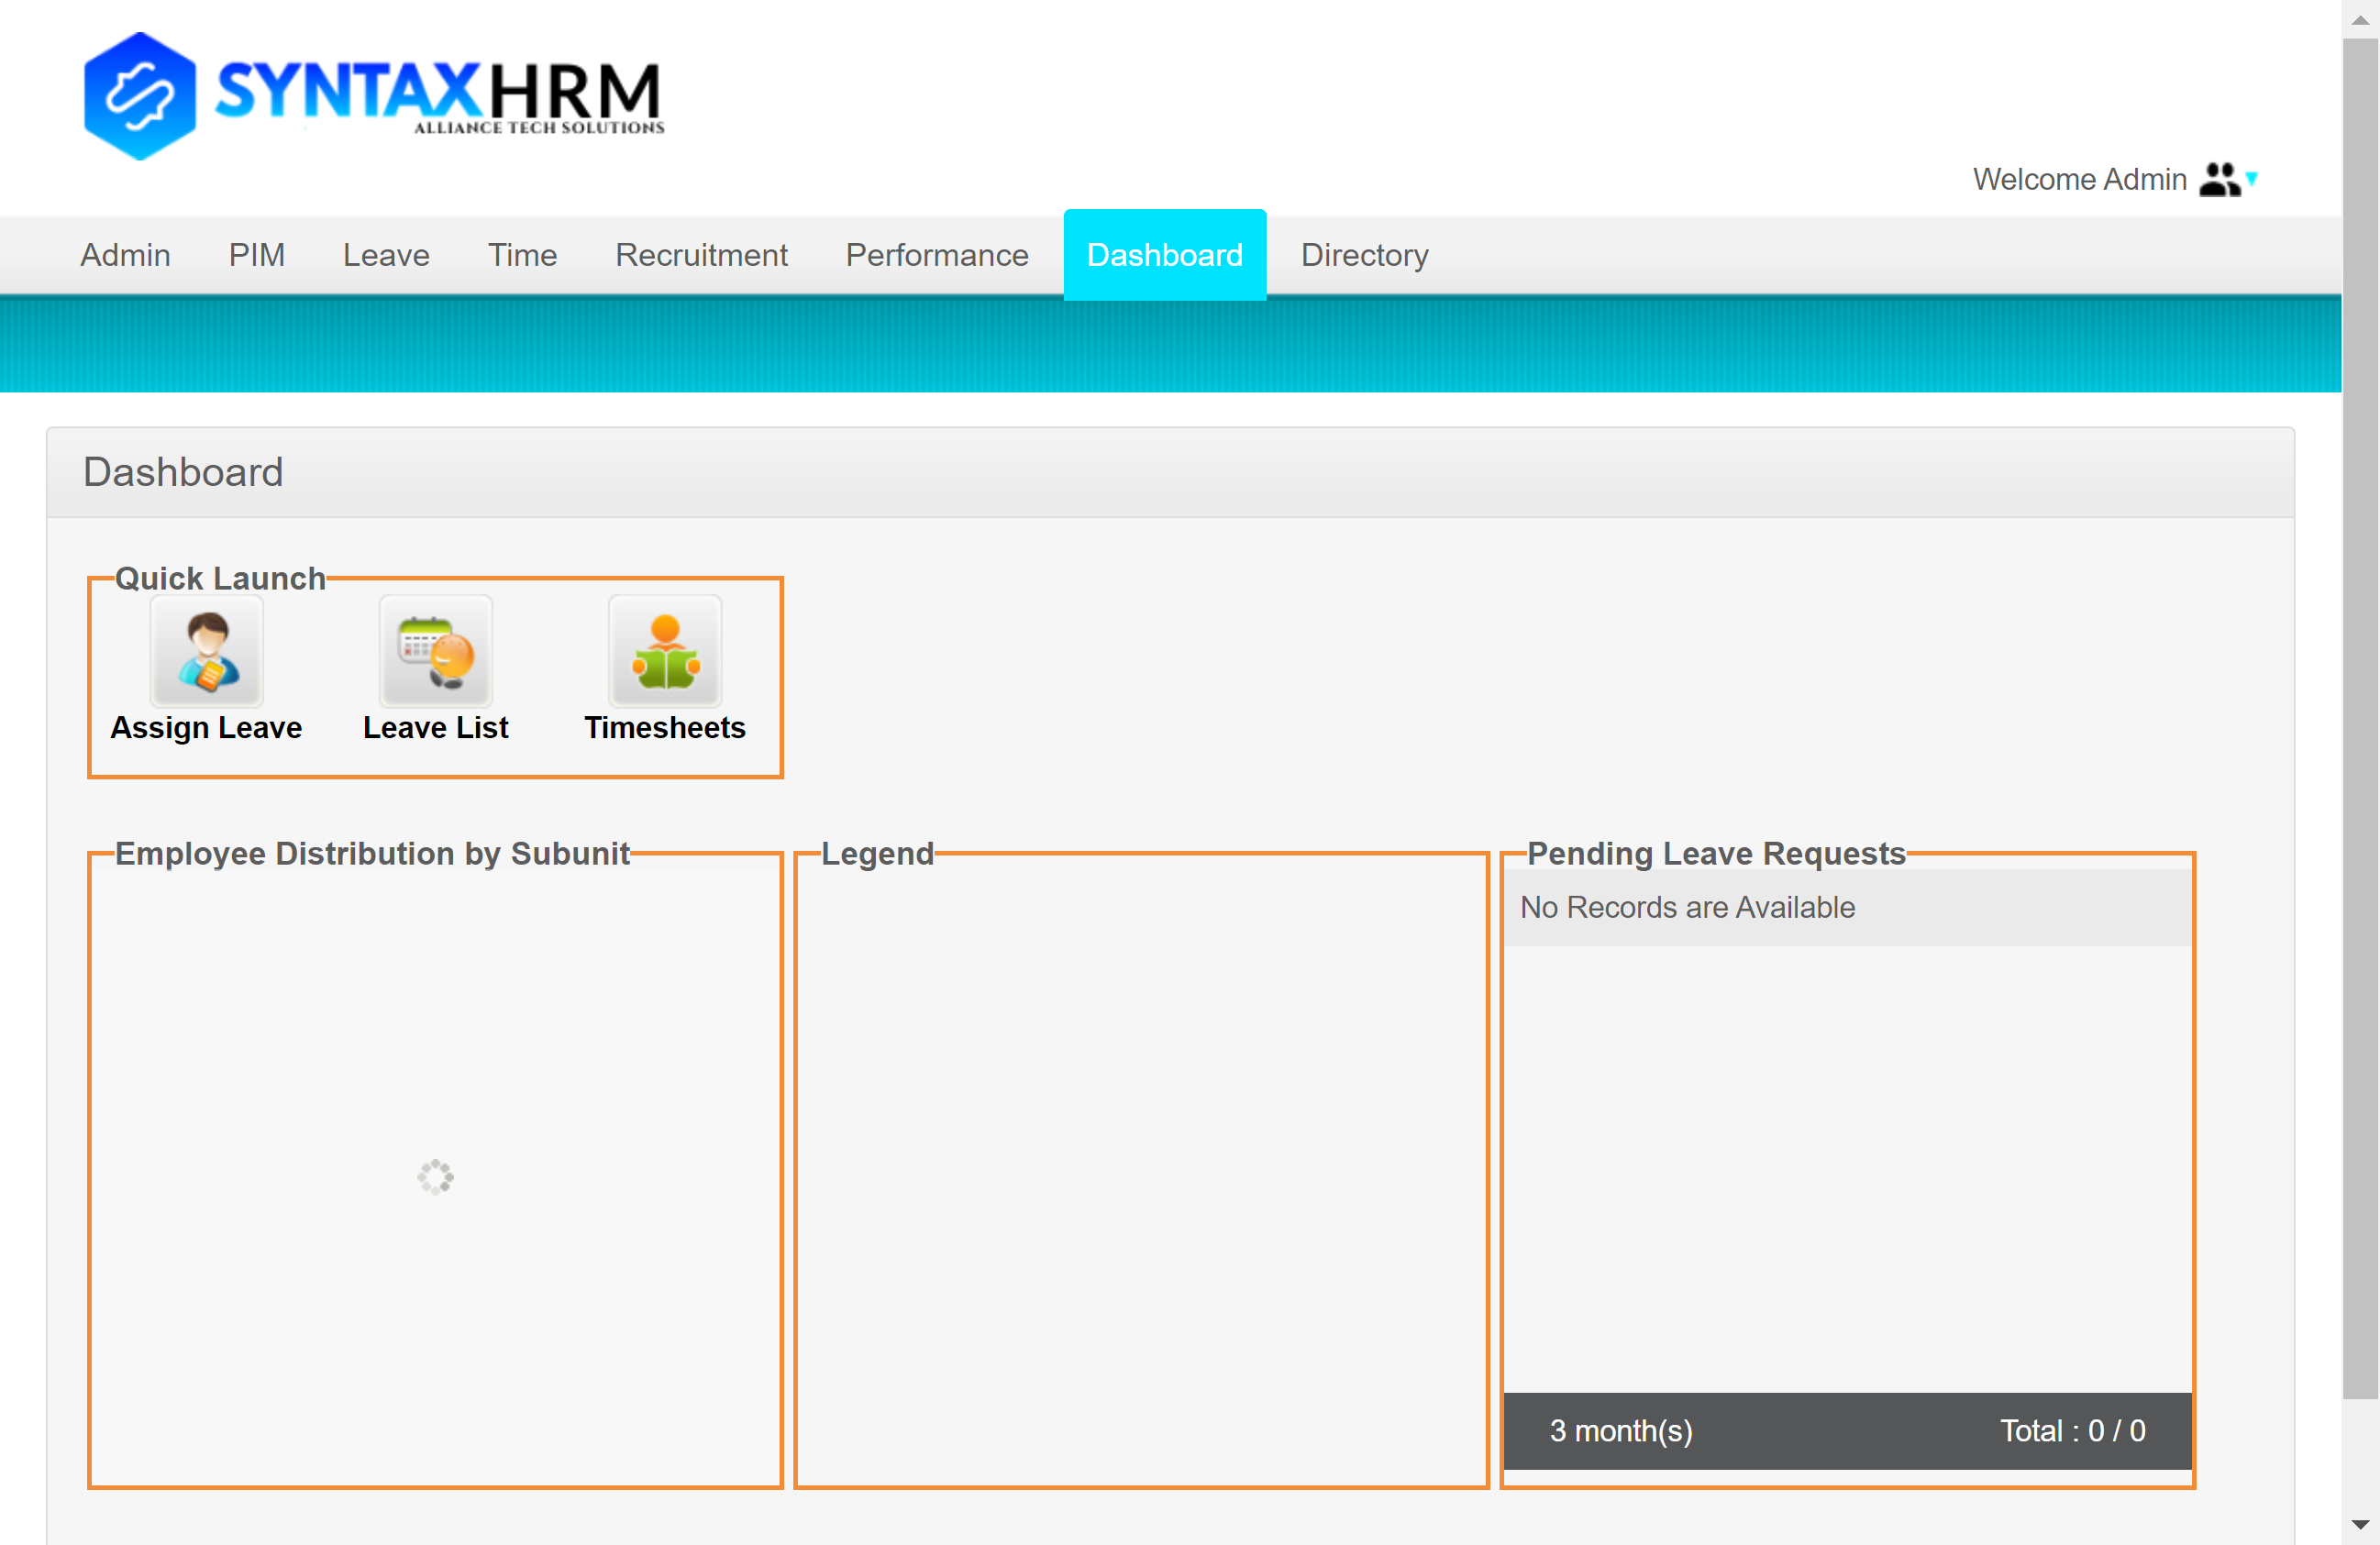 SYNTAXHRM
ALLIANCE TECH SOLUTIONS
Welcome Admin
Admin PIM Leave Time Recruitment Performance Dashboard Directory
Dashboard
Quick Launch
Assign Leave Leave List Timesheets
Employee Distribution by Subunit
Legend
Pending Leave Requests
No Records are Available
3 month(s) Total : 0 / 0